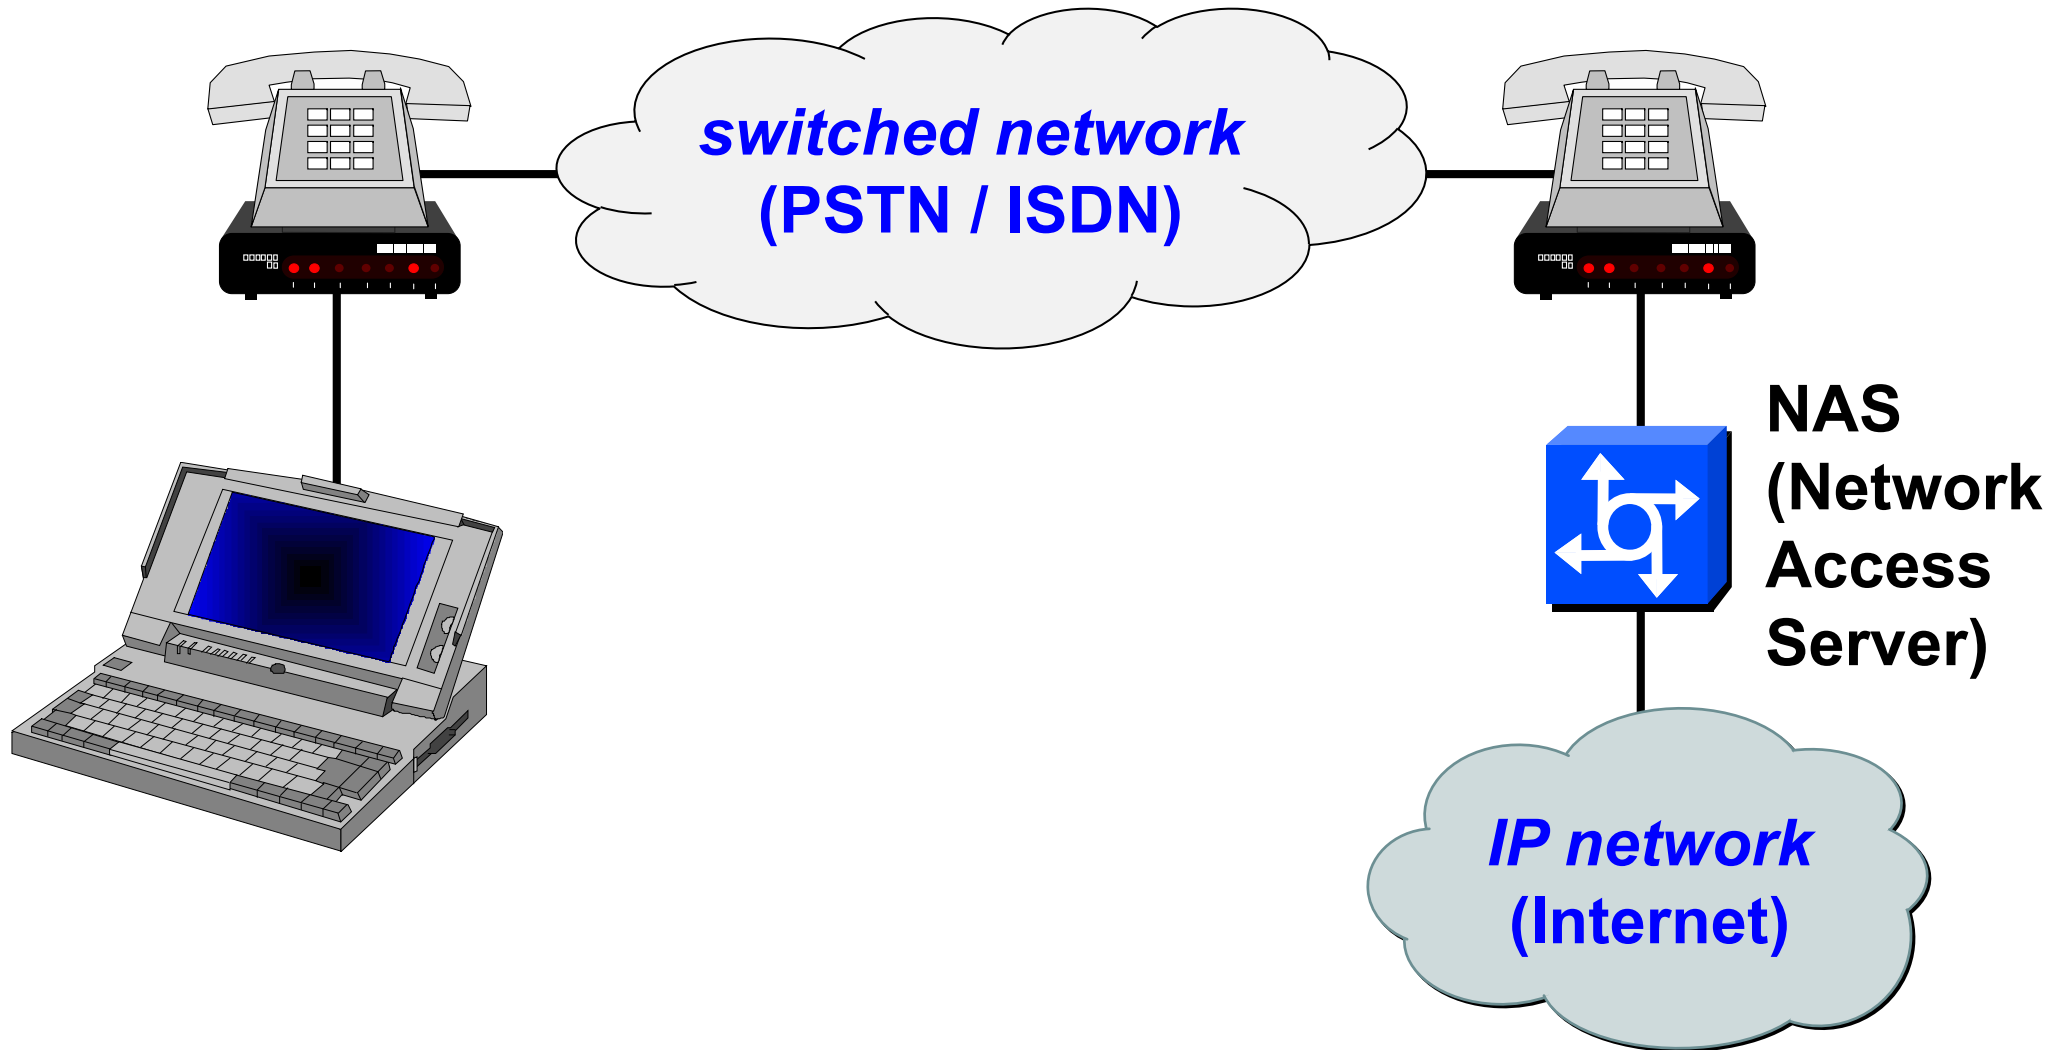 switched network
(PSTN / ISDN)
NAS
(Network
Access
Server)
IP network
(Internet)